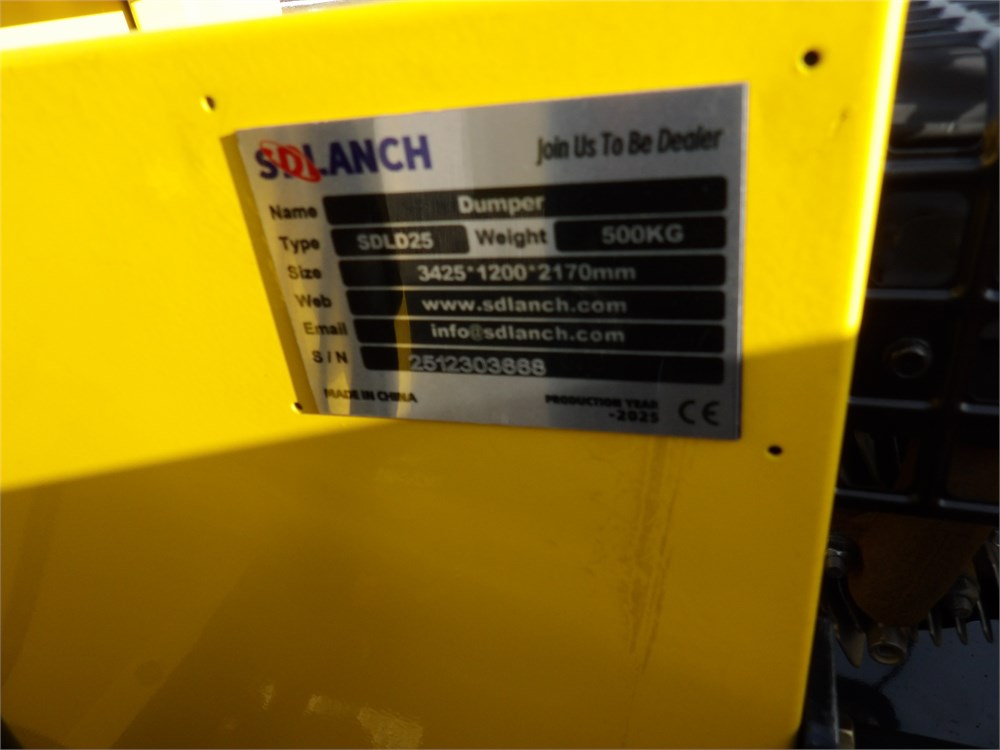 SDLANCH Join Us To Be Dealer
Name Dumper
Type SDLD25 Weight 500KG
Size 3425*1200*2170mm
Web www.sdlanch.com
Email info@sdlanch.com
S/N 2512303668
MADE IN CHINA PRODUCTION YEAR
-2025 CE